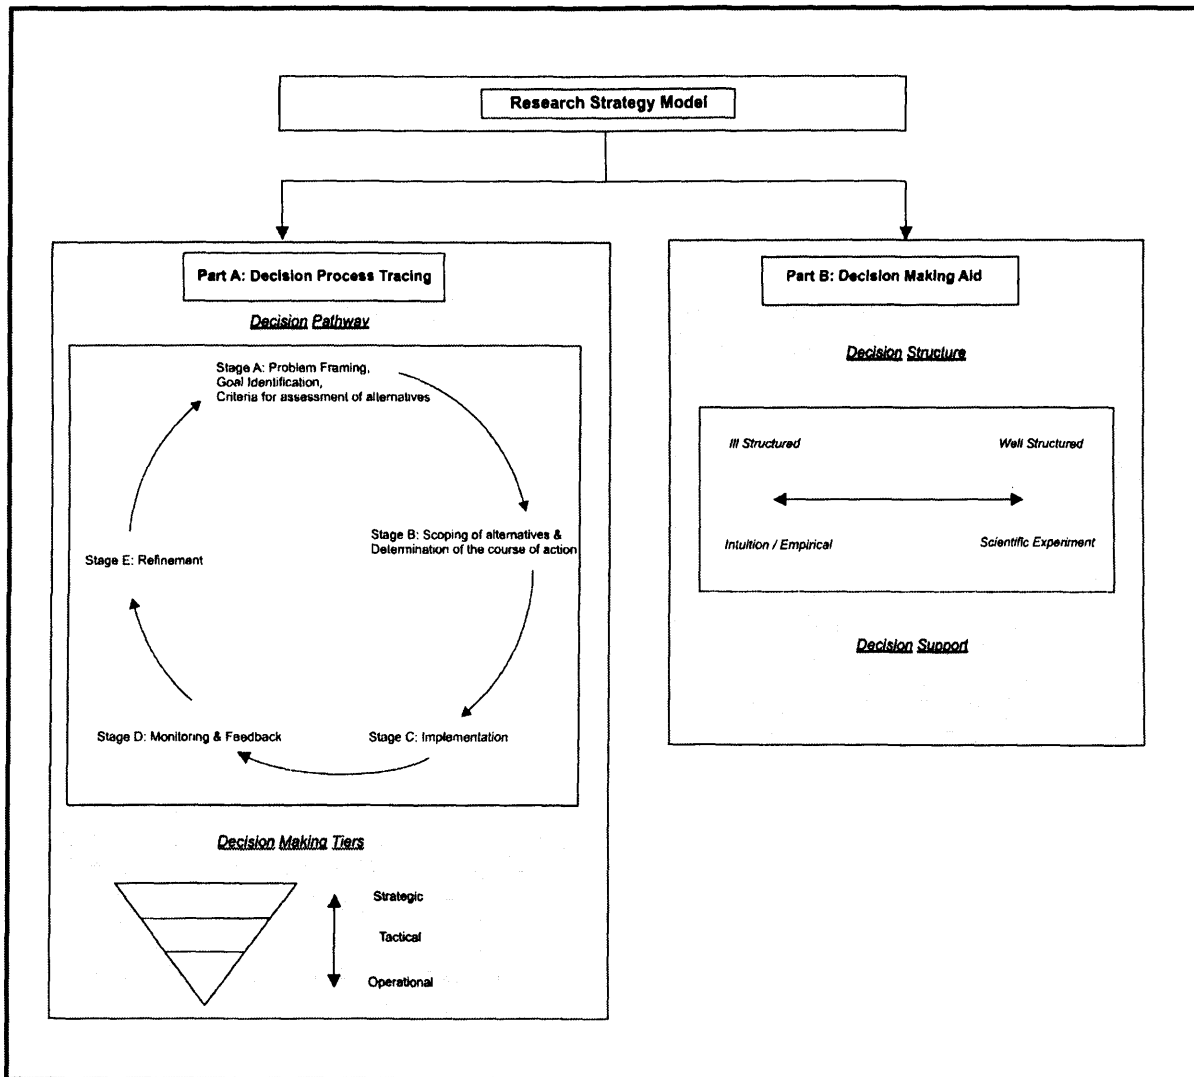 Research Strategy Model
Part A: Decision Process Tracing
Decision Pathway
Stage A: Problem Framing,
Goal Identification,
Criteria for assessment of alternatives
Stage B: Scoping of alternatives &
Determination of the course of action
Stage E: Refinement
Stage D: Monitoring & Feedback
Stage C: Implementation
Decision Making Tiers
Strategic
Tactical
Operational
Part B: Decision Making Aid
Decision Structure
Ill Structured
Well Structured
Intuition / Empirical
Scientific Experiment
Decision Support